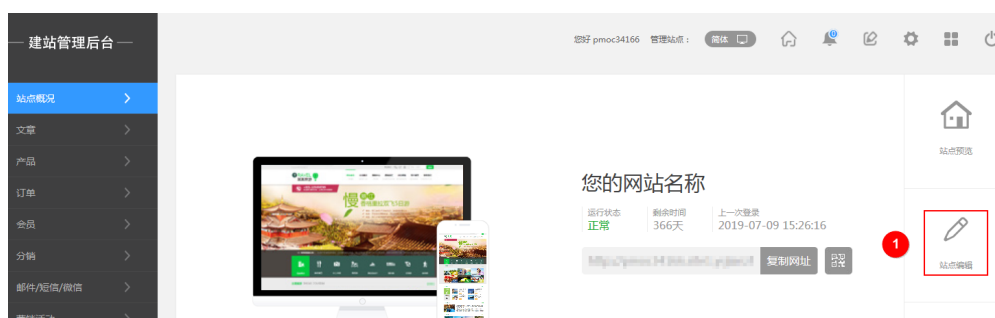 建站管理后台
您好 pmoc34166 管理站点： 简体
站点概况
文章
产品
订单
会员
分销
邮件/短信/微信
站点预览
您的网站名称
运行状态 剩余时间 上一次登录
正常 366天 2019-07-09 15:26:16
复制网址
1
站点编辑